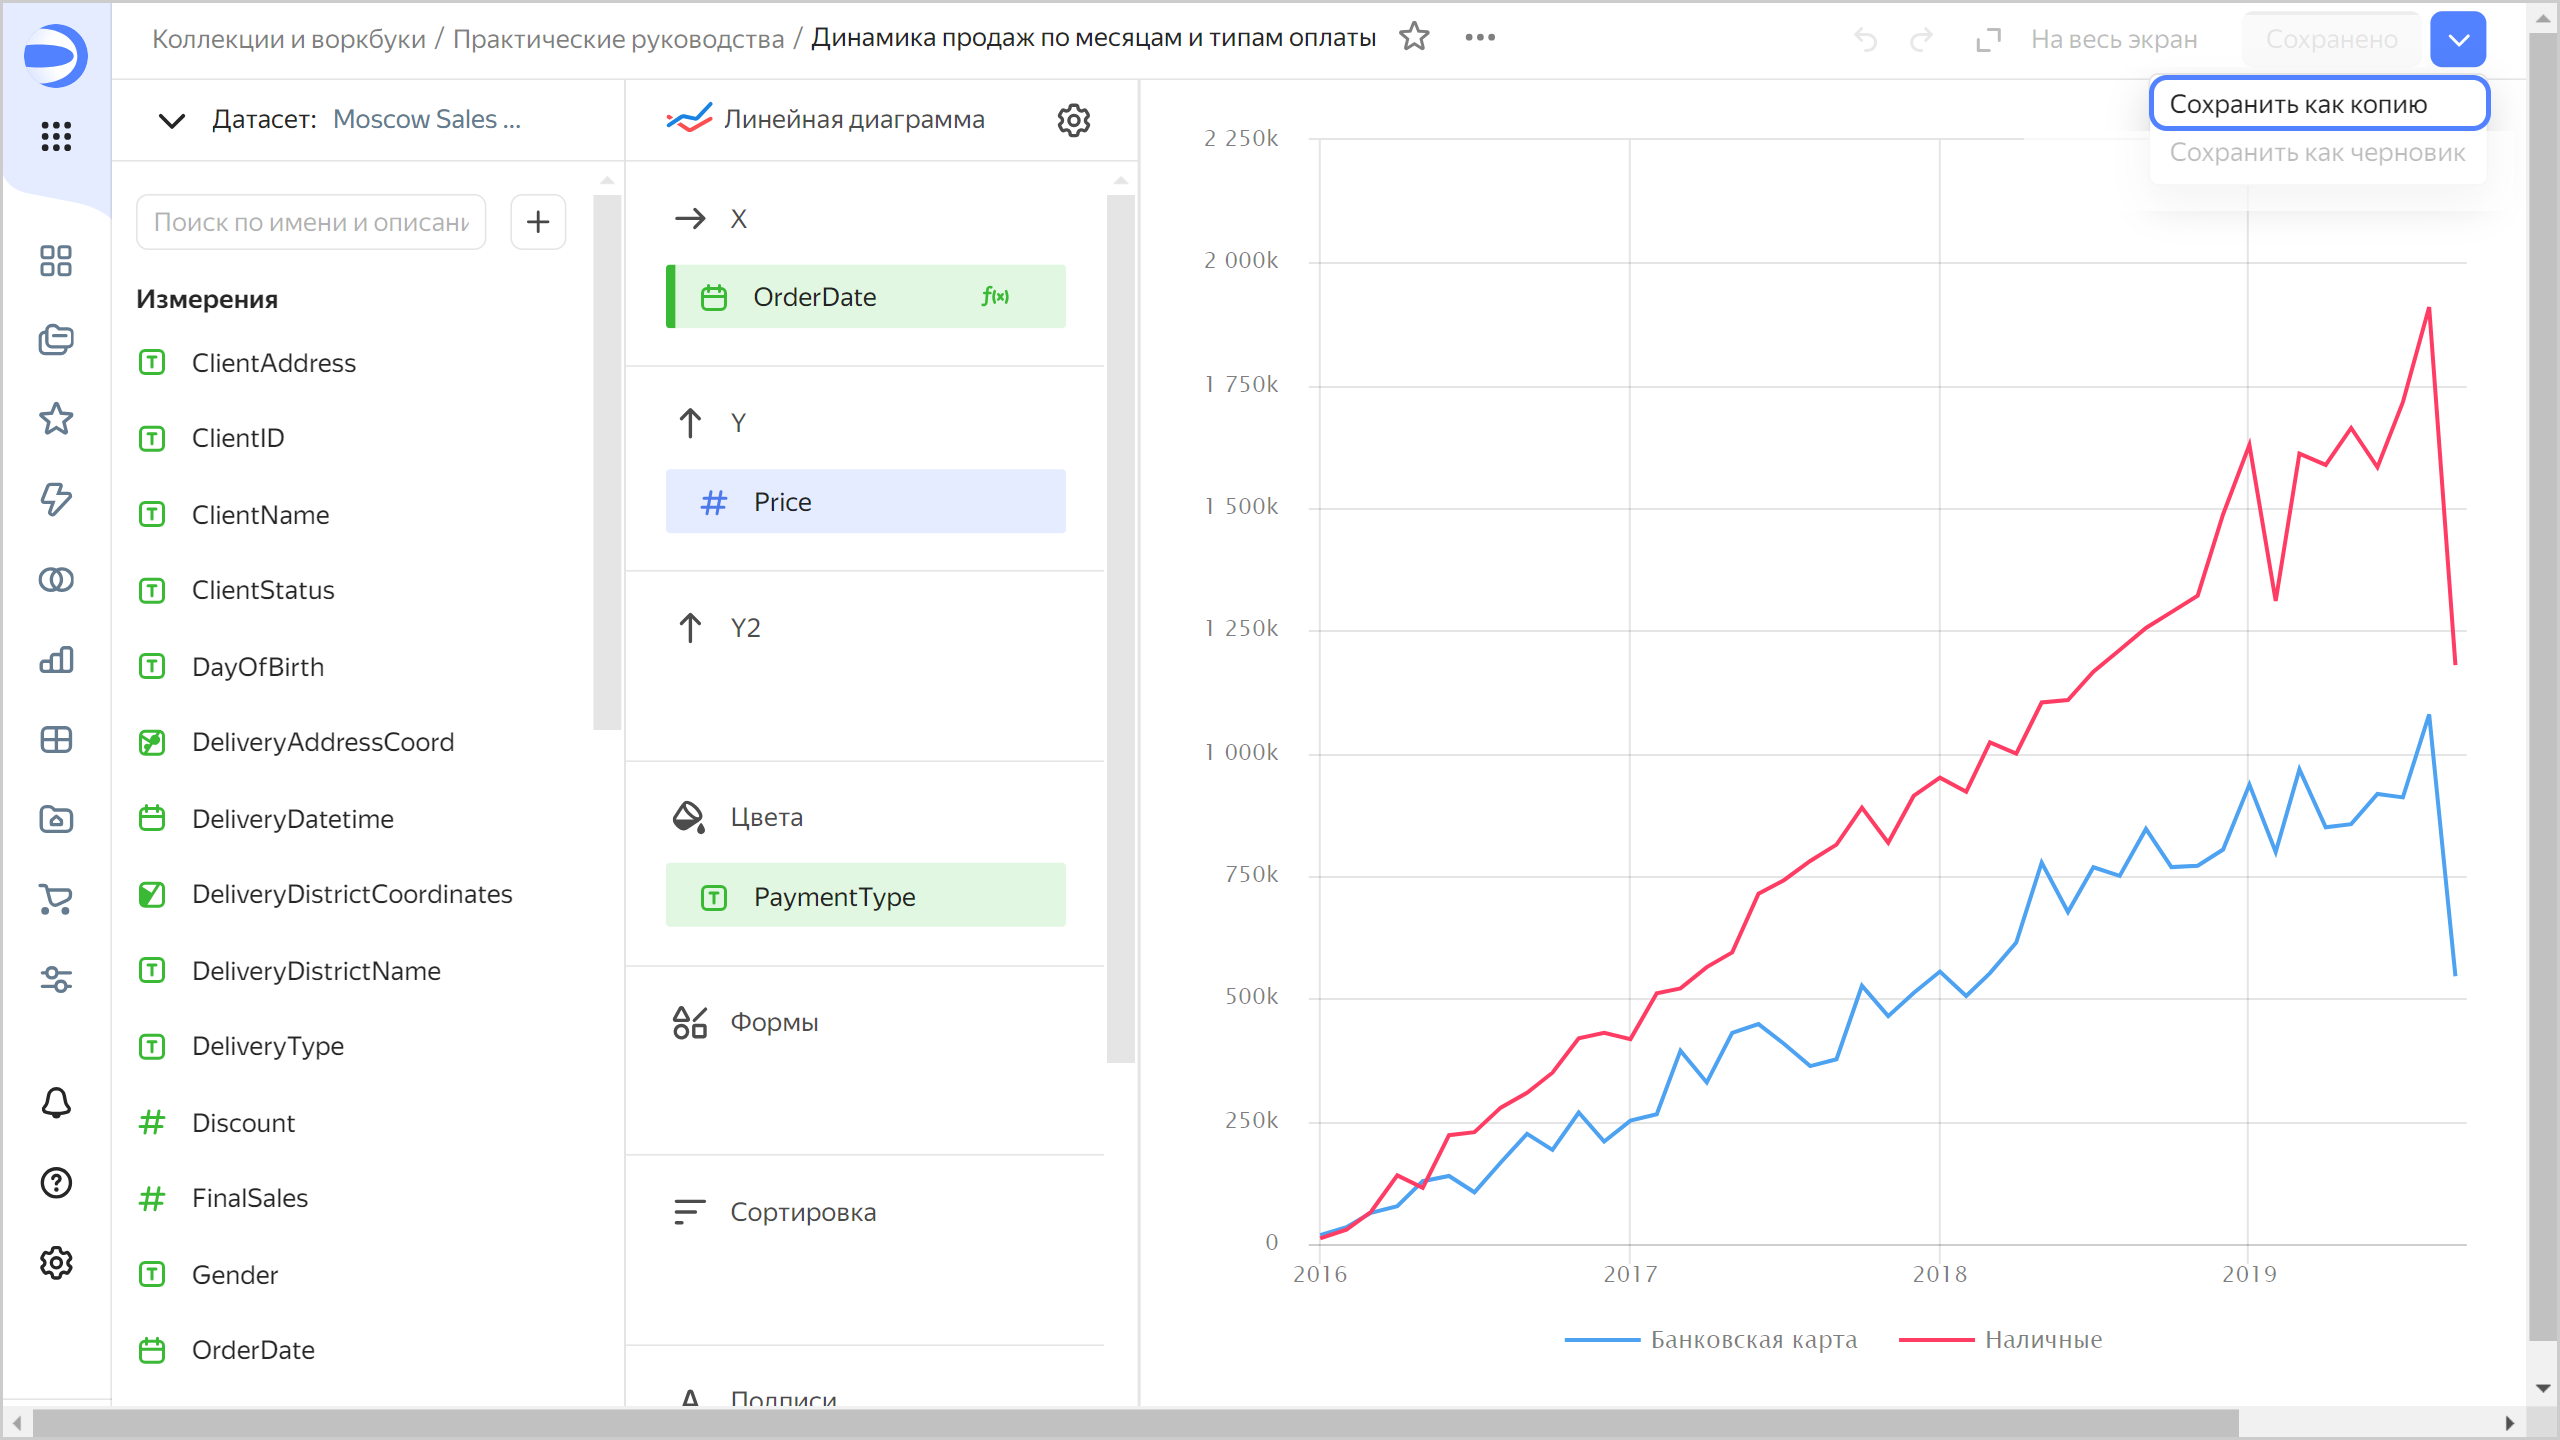 Коллекции и воркбуки / Практические руководства / Динамика продаж по месяцам и типам оплаты
На весь экран
Сохранено
Сохранить как копию
Сохранить как черновик
Датасет: Moscow Sales ...
Поиск по имени и описани
Измерения
ClientAddress
ClientID
ClientName
ClientStatus
DayOfBirth
DeliveryAddressCoord
DeliveryDatetime
DeliveryDistrictCoordinates
DeliveryDistrictName
DeliveryType
Discount
FinalSales
Gender
OrderDate
Линейная диаграмма
X
OrderDate f(x)
Y
Price
Y2
Цвета
PaymentType
Формы
Сортировка
Подписи
2 250k
2 000k
1 750k
1 500k
1 250k
1 000k
750k
500k
250k
0
2016 2017 2018 2019
Банковская карта Наличные